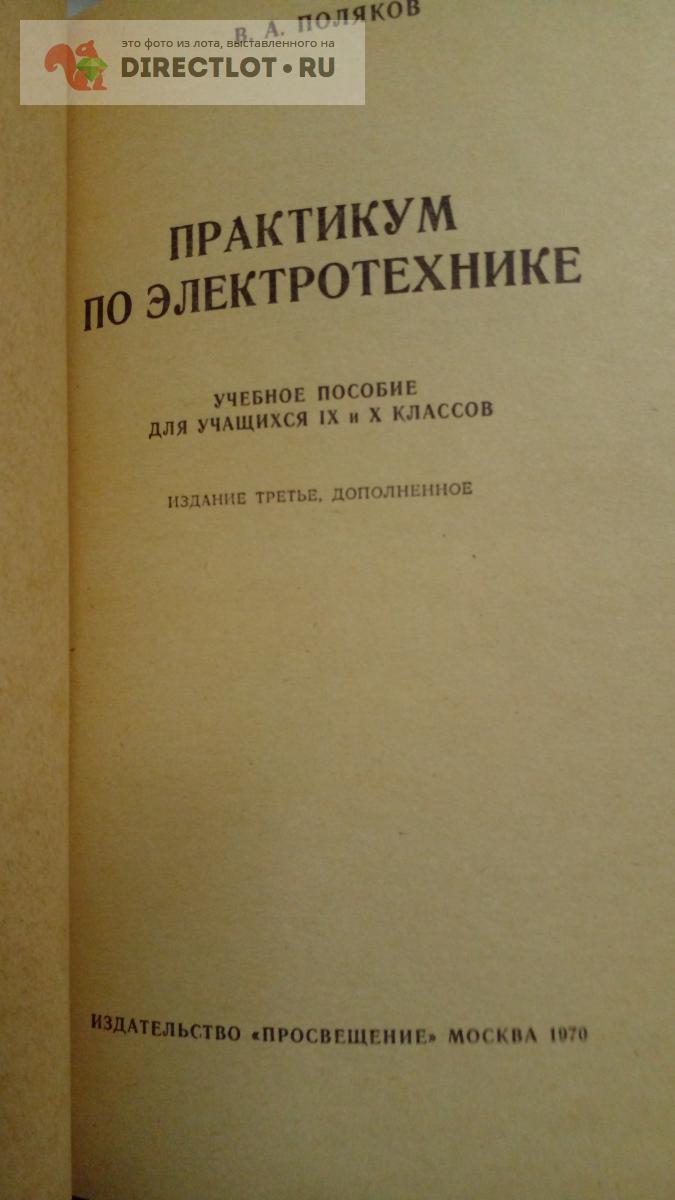 В. А. ПОЛЯКОВ
это фото из лота, выставленного на
DIRECTLOT•RU
ПРАКТИКУМ
ПО ЭЛЕКТРОТЕХНИКЕ
УЧЕБНОЕ ПОСОБИЕ
ДЛЯ УЧАЩИХСЯ IX и X КЛАССОВ
ИЗДАНИЕ ТРЕТЬЕ, ДОПОЛНЕННОЕ
ИЗДАТЕЛЬСТВО «ПРОСВЕЩЕНИЕ» МОСКВА 1970